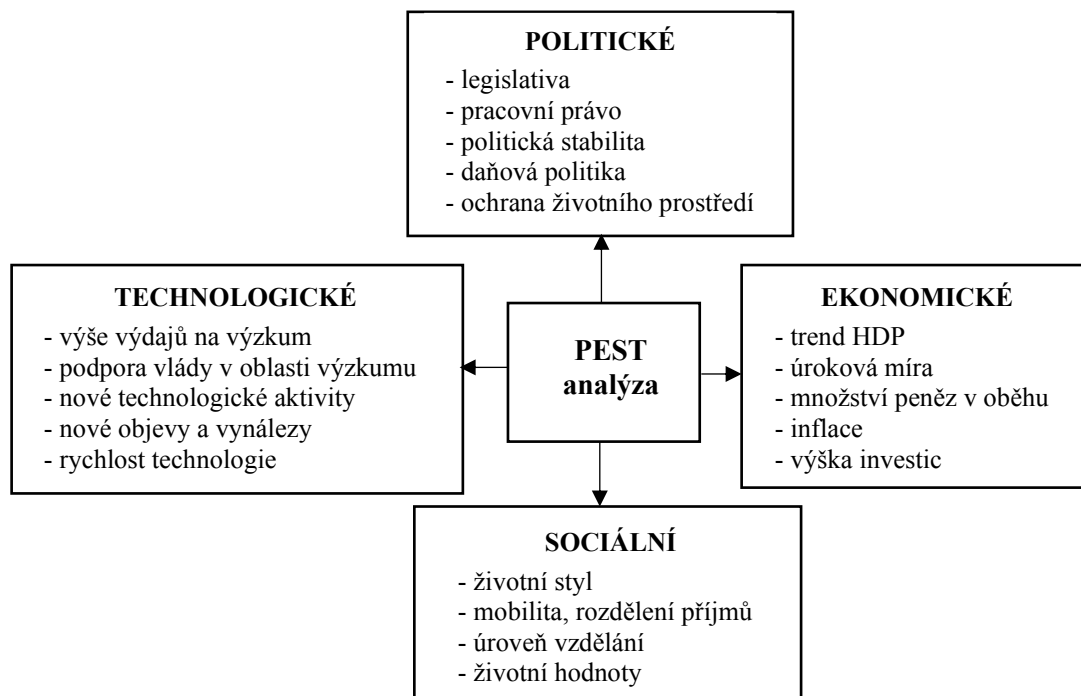 POLITICKÉ
- legislativa
- pracovní právo
- politická stabilita
- daňová politika
- ochrana životního prostředí
TECHNOLOGICKÉ
- výše výdajů na výzkum
- podpora vlády v oblasti výzkumu
- nové technologické aktivity
- nové objevy a vynálezy
- rychlost technologie
PEST
analýza
EKONOMICKÉ
- trend HDP
- úroková míra
- množství peněz v oběhu
- inflace
- výška investic
SOCIÁLNÍ
- životní styl
- mobilita, rozdělení příjmů
- úroveň vzdělání
- životní hodnoty